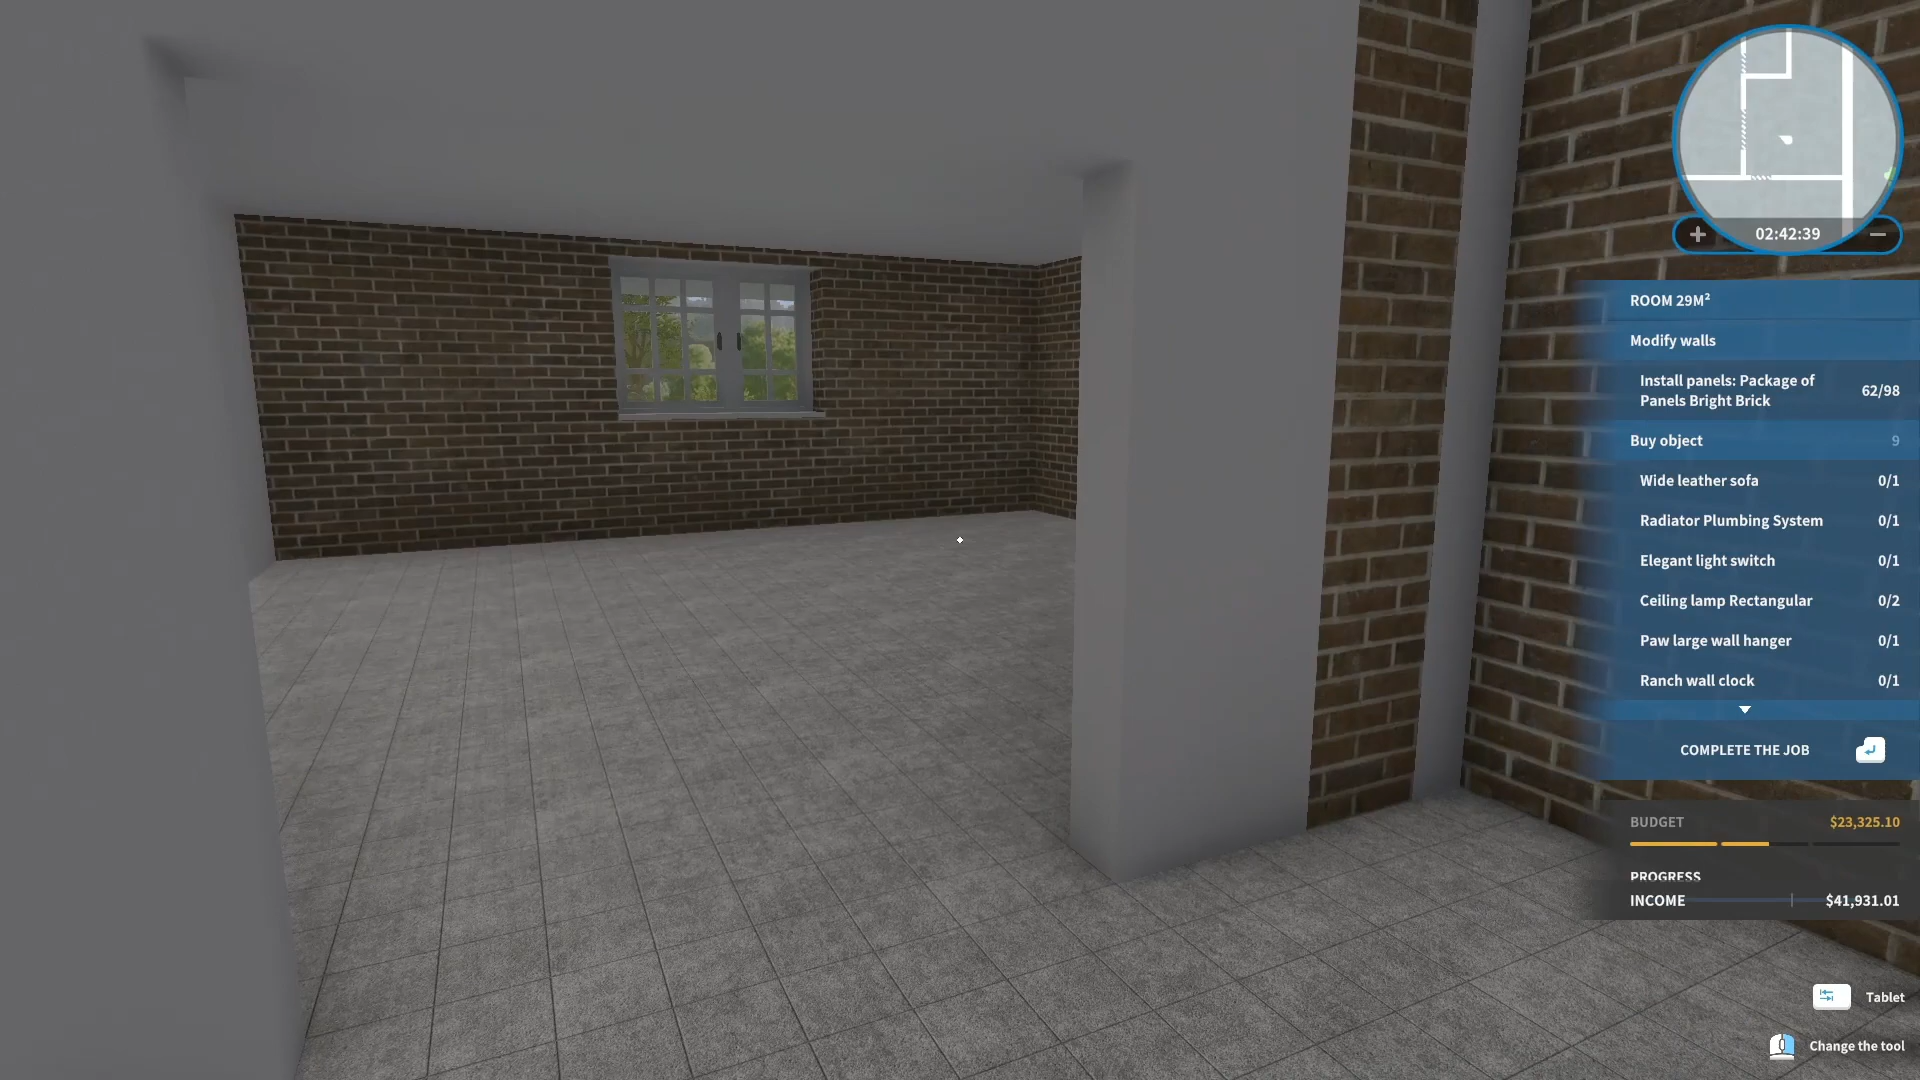 02:42:39
ROOM 29M²
Modify walls
Install panels: Package of
Panels Bright Brick
62/98
Buy object 9
Wide leather sofa 0/1
Radiator Plumbing System 0/1
Elegant light switch 0/1
Ceiling lamp Rectangular 0/2
Paw large wall hanger 0/1
Ranch wall clock 0/1
COMPLETE THE JOB
BUDGET $23,325.10
PROGRESS
INCOME $41,931.01
Tablet
Change the tool